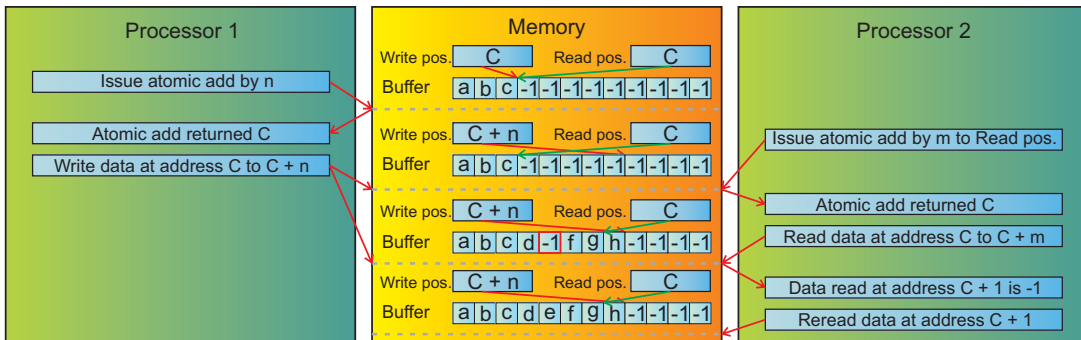 Processor 1
Issue atomic add by n
Atomic add returned C
Write data at address C to C + n
Memory
Write pos. C Read pos. C
Buffer a b c -1 -1 -1 -1 -1 -1 -1 -1 -1
Write pos. C + n Read pos. C
Buffer a b c -1 -1 -1 -1 -1 -1 -1 -1 -1
Write pos. C + n Read pos. C
Buffer a b c d -1 f g h -1 -1 -1 -1
Write pos. C + n Read pos. C
Buffer a b c d e f g h -1 -1 -1 -1
Processor 2
Issue atomic add by m to Read pos.
Atomic add returned C
Read data at address C to C + m
Data read at address C + 1 is -1
Reread data at address C + 1